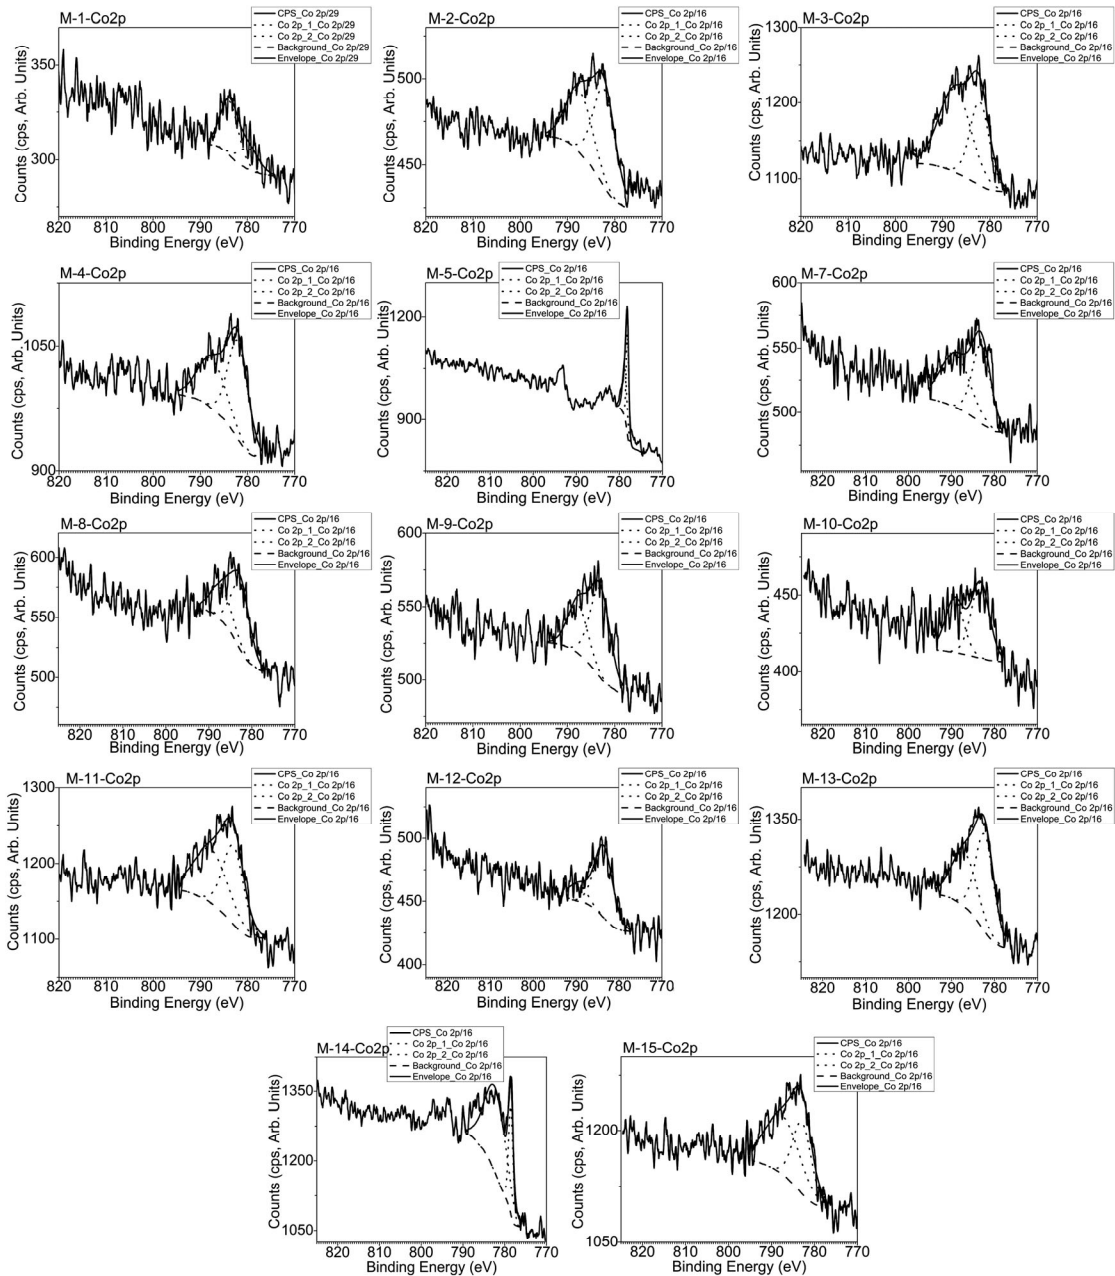 M-1-Co2p
CPS_Co 2p/29
Co 2p_1_Co 2p/29
Co 2p_2_Co 2p/29
Background_Co 2p/29
Envelope_Co 2p/29
Counts (cps, Arb. Units)
350
300
820 810 800 790 780 770
Binding Energy (eV)
M-2-Co2p
CPS_Co 2p/16
Co 2p_1_Co 2p/16
Co 2p_2_Co 2p/16
Background_Co 2p/16
Envelope_Co 2p/16
Counts (cps, Arb. Units)
500
450
820 810 800 790 780 770
Binding Energy (eV)
M-3-Co2p
CPS_Co 2p/16
Co 2p_1_Co 2p/16
Co 2p_2_Co 2p/16
Background_Co 2p/16
Envelope_Co 2p/16
Counts (cps, Arb. Units)
1300
1200
1100
820 810 800 790 780 770
Binding Energy (eV)
M-4-Co2p
CPS_Co 2p/16
Co 2p_1_Co 2p/16
Co 2p_2_Co 2p/16
Background_Co 2p/16
Envelope_Co 2p/16
Counts (cps, Arb. Units)
1050
900
820 810 800 790 780 770
Binding Energy (eV)
M-5-Co2p
CPS_Co 2p/16
Co 2p_1_Co 2p/16
Co 2p_2_Co 2p/16
Background_Co 2p/16
Envelope_Co 2p/16
Counts (cps, Arb. Units)
1200
900
820 810 800 790 780 770
Binding Energy (eV)
M-7-Co2p
CPS_Co 2p/16
Co 2p_1_Co 2p/16
Co 2p_2_Co 2p/16
Background_Co 2p/16
Envelope_Co 2p/16
Counts (cps, Arb. Units)
600
550
500
820 810 800 790 780 770
Binding Energy (eV)
M-8-Co2p
CPS_Co 2p/16
Co 2p_1_Co 2p/16
Co 2p_2_Co 2p/16
Background_Co 2p/16
Envelope_Co 2p/16
Counts (cps, Arb. Units)
600
550
500
820 810 800 790 780 770
Binding Energy (eV)
M-9-Co2p
CPS_Co 2p/16
Co 2p_1_Co 2p/16
Co 2p_2_Co 2p/16
Background_Co 2p/16
Envelope_Co 2p/16
Counts (cps, Arb. Units)
600
550
500
820 810 800 790 780 770
Binding Energy (eV)
M-10-Co2p
CPS_Co 2p/16
Co 2p_1_Co 2p/16
Co 2p_2_Co 2p/16
Background_Co 2p/16
Envelope_Co 2p/16
Counts (cps, Arb. Units)
450
400
820 810 800 790 780 770
Binding Energy (eV)
M-11-Co2p
CPS_Co 2p/16
Co 2p_1_Co 2p/16
Co 2p_2_Co 2p/16
Background_Co 2p/16
Envelope_Co 2p/16
Counts (cps, Arb. Units)
1300
1200
1100
820 810 800 790 780 770
Binding Energy (eV)
M-12-Co2p
CPS_Co 2p/16
Co 2p_1_Co 2p/16
Co 2p_2_Co 2p/16
Background_Co 2p/16
Envelope_Co 2p/16
Counts (cps, Arb. Units)
500
450
400
820 810 800 790 780 770
Binding Energy (eV)
M-13-Co2p
CPS_Co 2p/16
Co 2p_1_Co 2p/16
Co 2p_2_Co 2p/16
Background_Co 2p/16
Envelope_Co 2p/16
Counts (cps, Arb. Units)
1350
1200
820 810 800 790 780 770
Binding Energy (eV)
M-14-Co2p
CPS_Co 2p/16
Co 2p_1_Co 2p/16
Co 2p_2_Co 2p/16
Background_Co 2p/16
Envelope_Co 2p/16
Counts (cps, Arb. Units)
1350
1200
1050
820 810 800 790 780 770
Binding Energy (eV)
M-15-Co2p
CPS_Co 2p/16
Co 2p_1_Co 2p/16
Co 2p_2_Co 2p/16
Background_Co 2p/16
Envelope_Co 2p/16
Counts (cps, Arb. Units)
1200
1050
820 810 800 790 780 770
Binding Energy (eV)